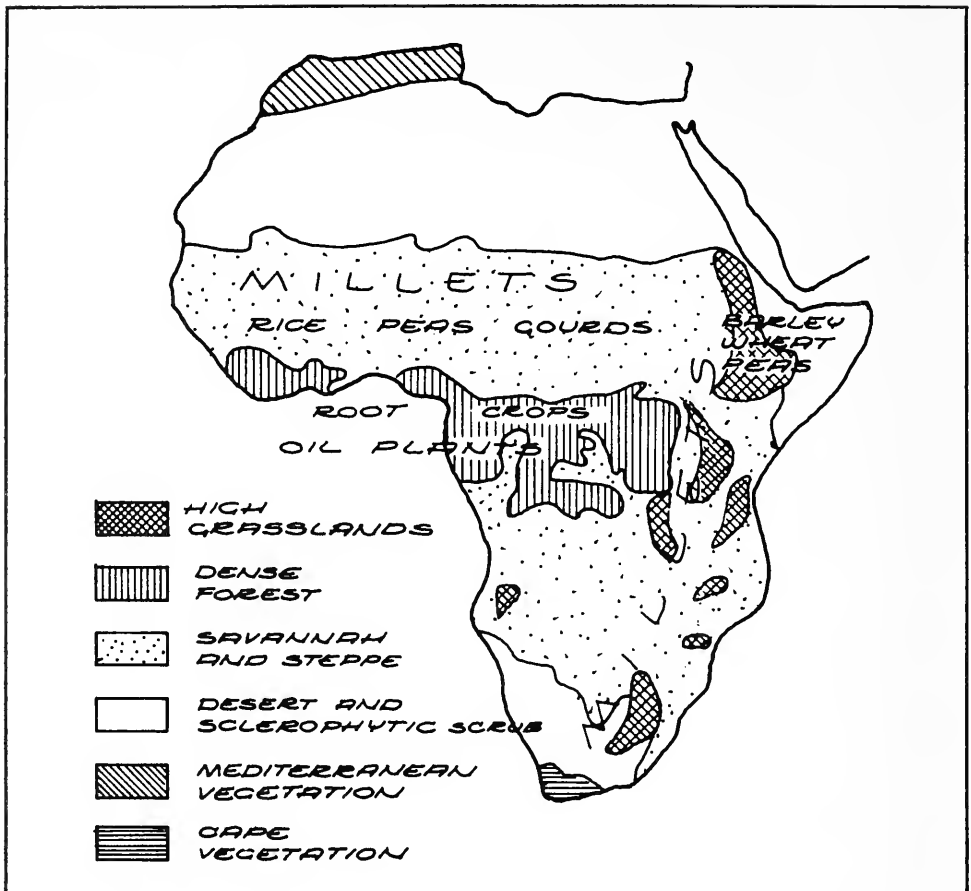 MILLETS
RICE PEAS GOURDS
BARLEY
WHEAT
PEAS
ROOT CROPS
OIL PLANTS
HIGH
GRASSLANDS
DENSE
FOREST
SAVANNAH
AND STEPPE
DESERT AND
SCLEROPHYTIC SCRUB
MEDITERRANEAN
VEGETATION
CAPE
VEGETATION